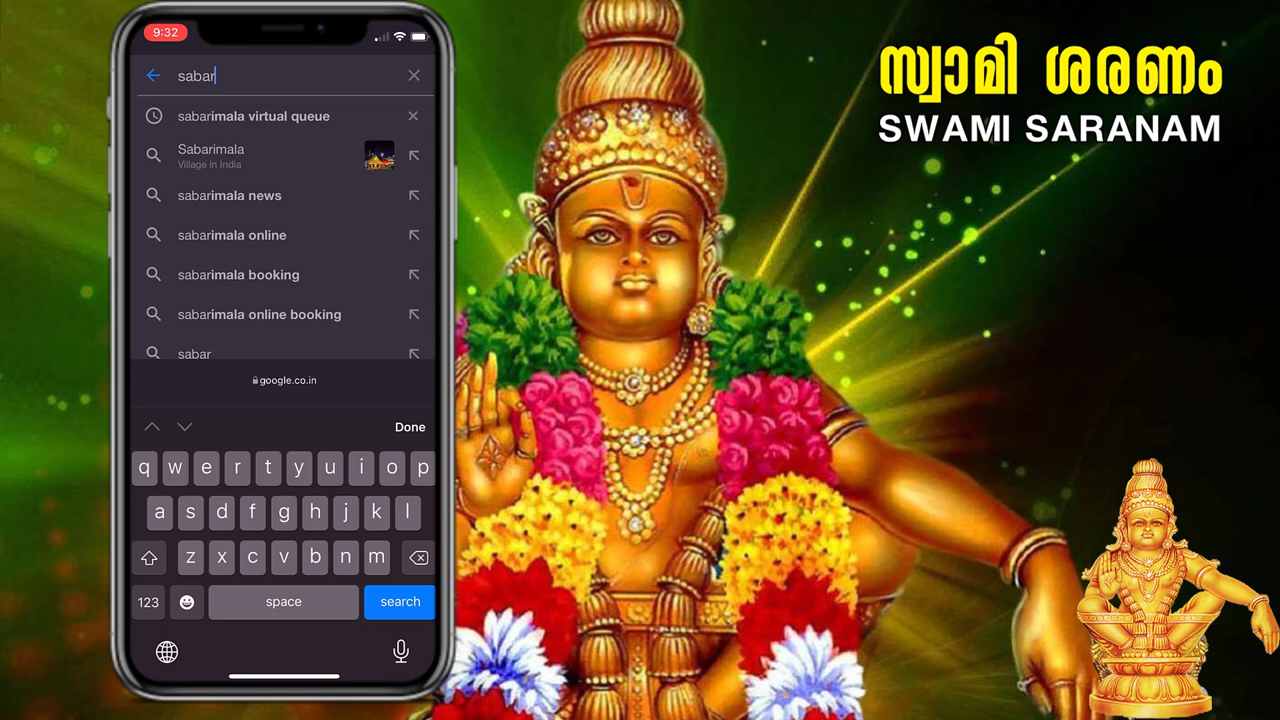 9:32
sabar
sabarimala virtual queue
Sabarimala
Village in India
sabarimala news
sabarimala online
sabarimala booking
sabarimala online booking
sabar
google.co.in
Done
q w e r t y u i o p
a s d f g h j k l
z x c v b n m
123 space search
സ്വാമി ശരണം
SWAMI SARANAM